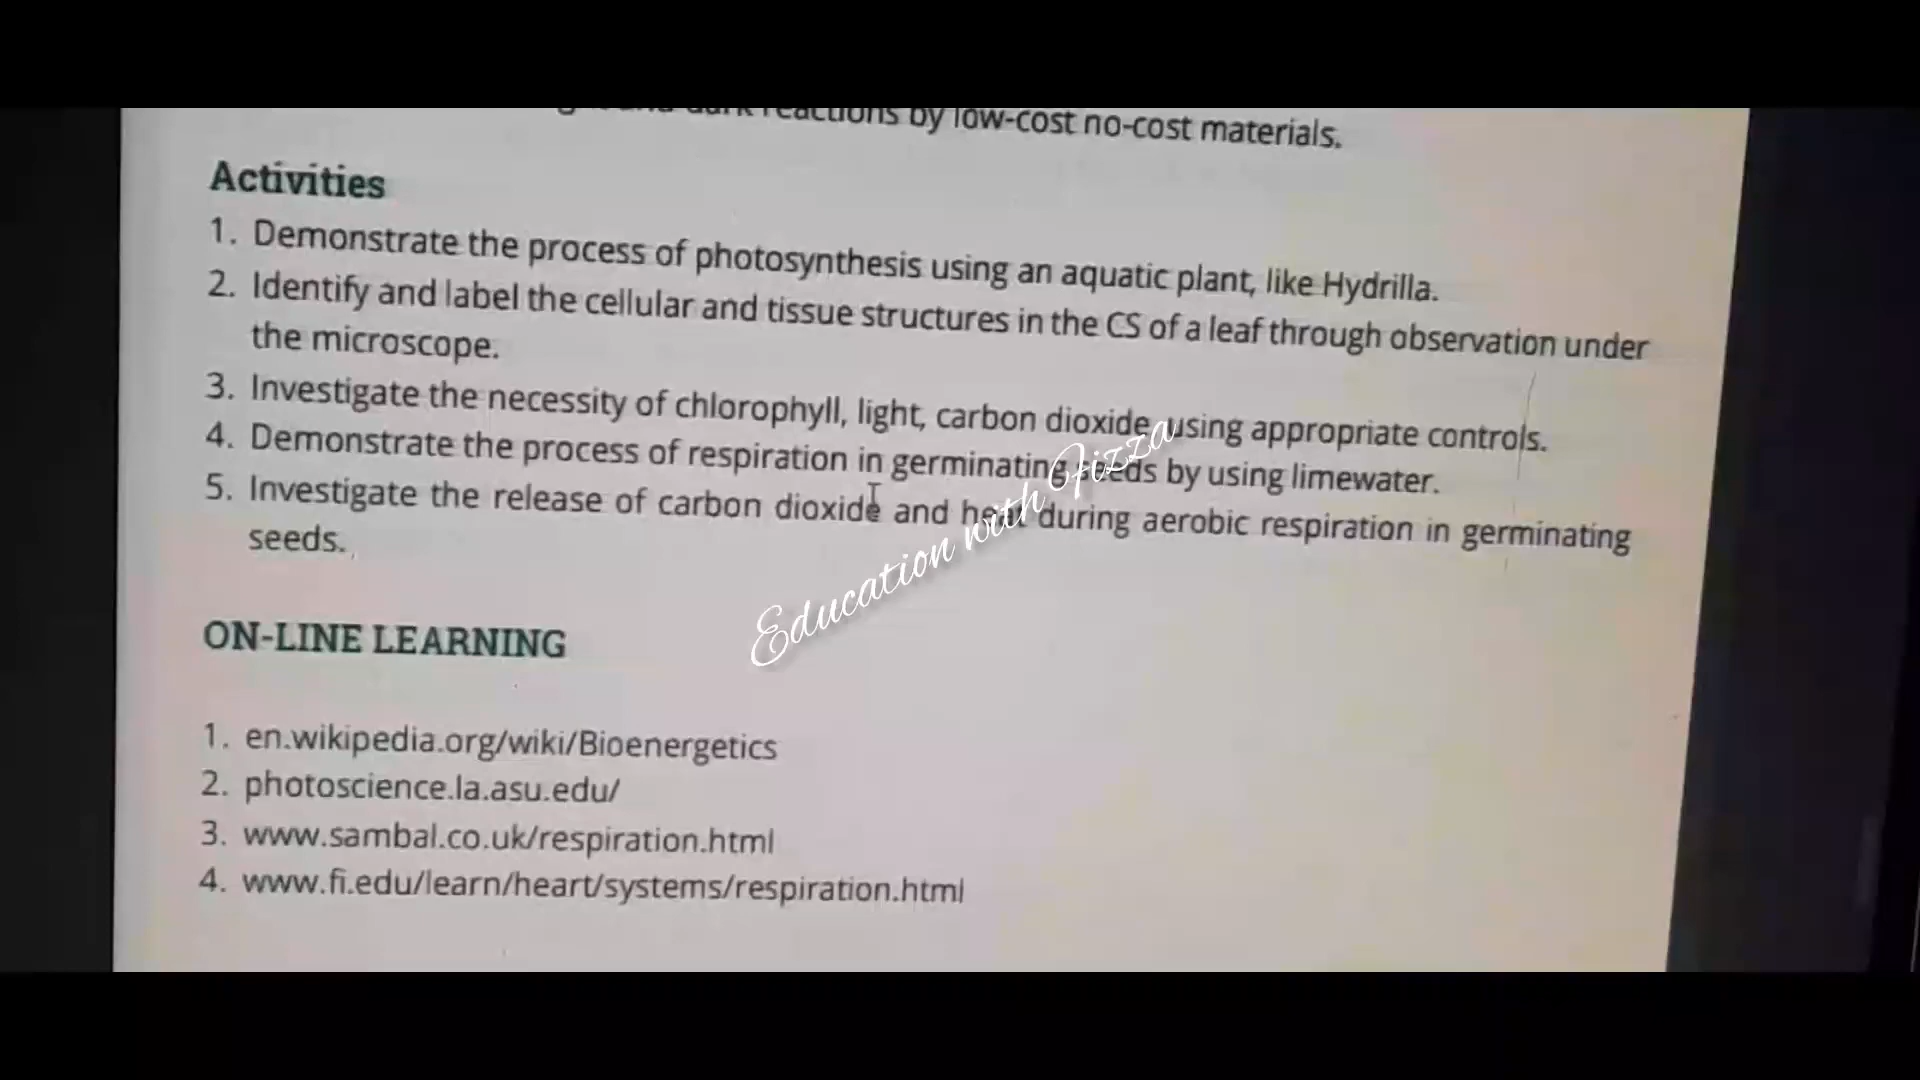 dark reactions by low-cost no-cost materials.
Activities
1. Demonstrate the process of photosynthesis using an aquatic plant, like Hydrilla.
2. Identify and label the cellular and tissue structures in the CS of a leaf through observation under
the microscope.
3. Investigate the necessity of chlorophyll, light, carbon dioxide using appropriate controls.
4. Demonstrate the process of respiration in germinating seeds by using limewater.
5. Investigate the release of carbon dioxide and heat during aerobic respiration in germinating
seeds.
Education with Fizza
ON-LINE LEARNING
1. en.wikipedia.org/wiki/Bioenergetics
2. photoscience.la.asu.edu/
3. www.sambal.co.uk/respiration.html
4. www.fi.edu/learn/heart/systems/respiration.html